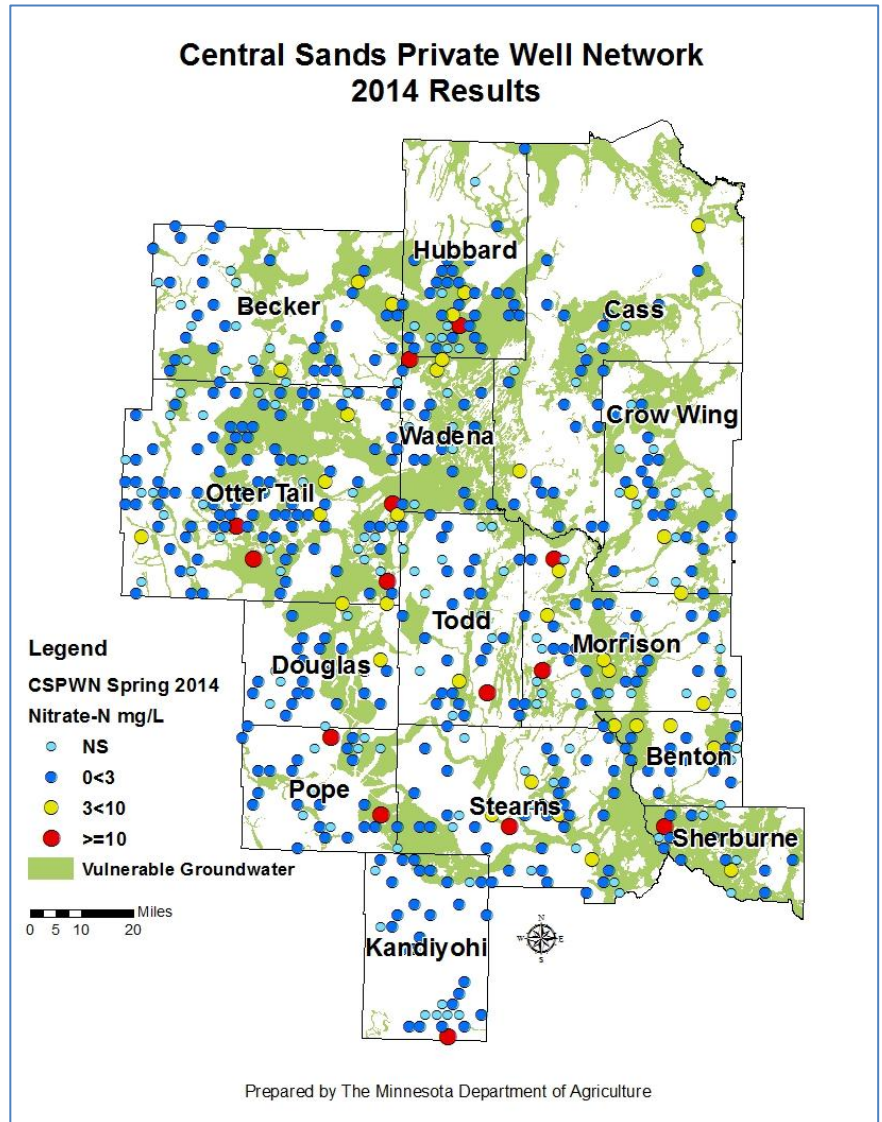 Central Sands Private Well Network
2014 Results
Hubbard
Becker
Cass
Crow Wing
Wadena
Otter Tail
Todd
Morrison
Douglas
Benton
Pope
Stearns
Sherburne
Kandiyohi
Legend
CSPWN Spring 2014
Nitrate-N mg/L
NS
0<3
3<10
>=10
Vulnerable Groundwater
Miles
0 5 10 20
N
W E
S
Prepared by The Minnesota Department of Agriculture